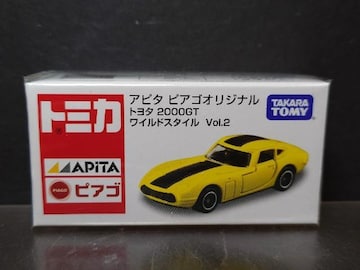 トミカ
アピタ ピアゴオリジナル
トヨタ 2000GT
ワイルドスタイル Vol.2
TAKARA
TOMY
APiTA
PIAGO
ピアゴ